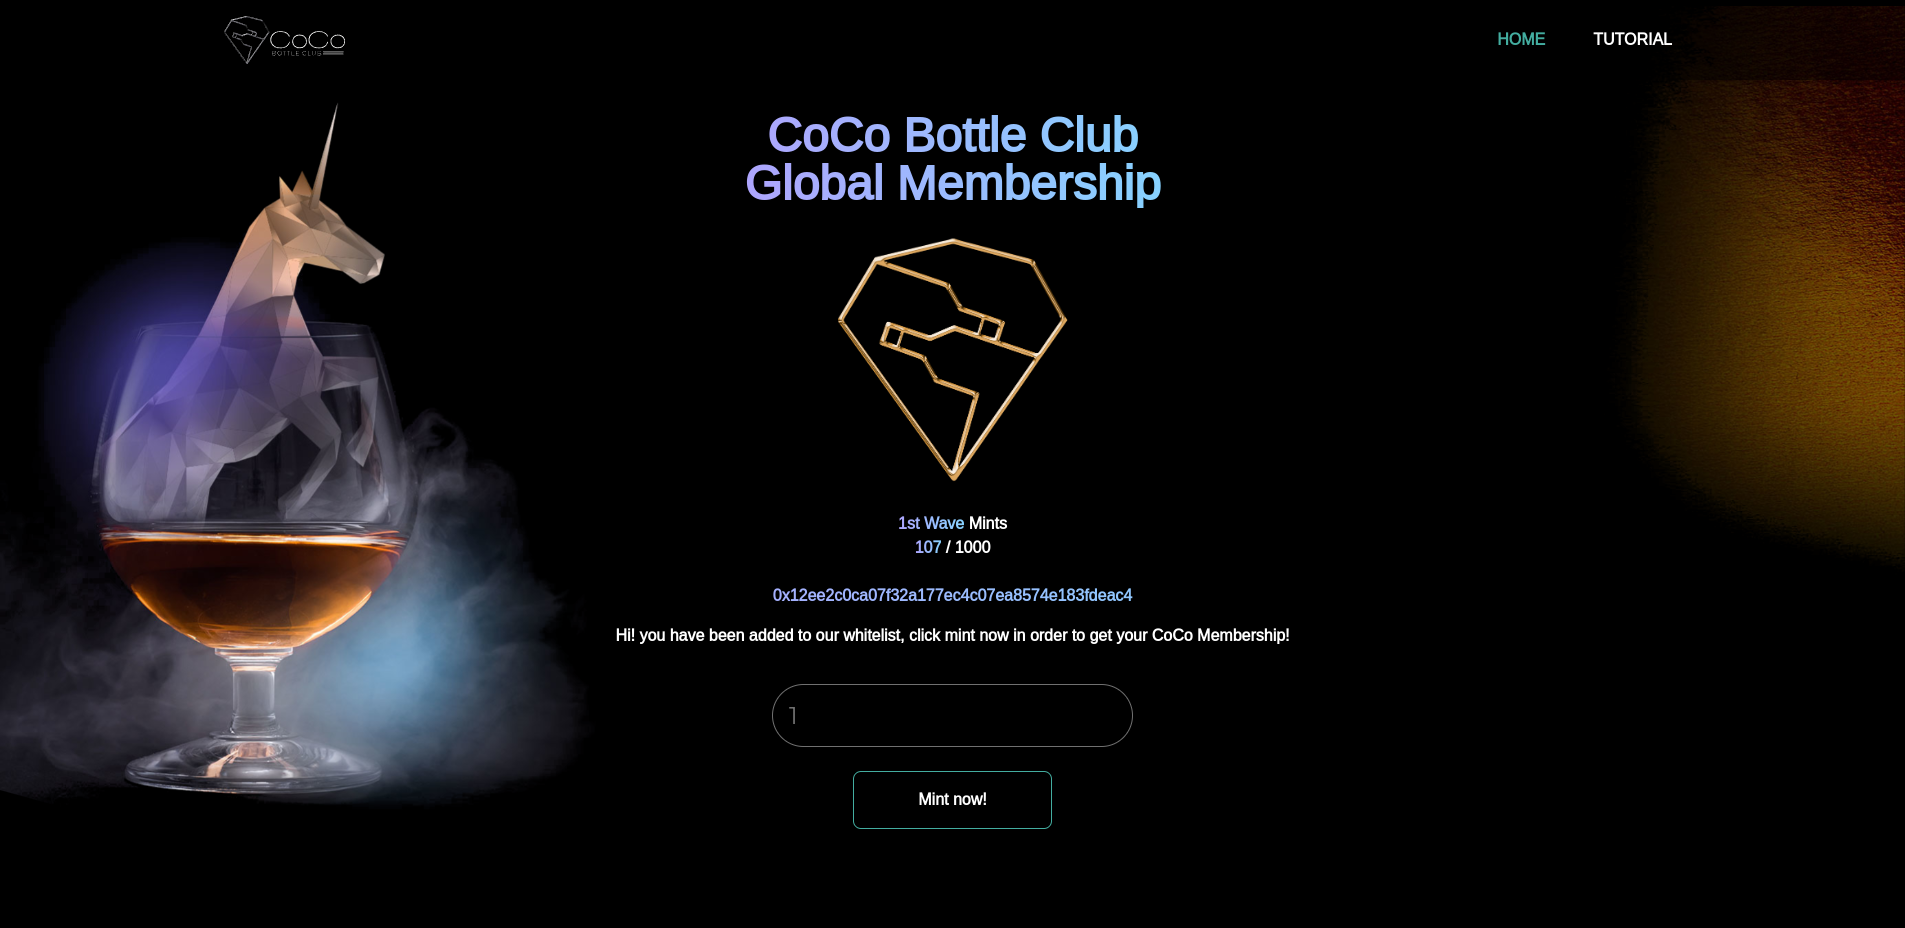 CoCo
BOTTLE CLUB
HOME
TUTORIAL
CoCo Bottle Club
Global Membership
1st Wave Mints
107 / 1000
0x12ee2c0ca07f32a177ec4c07ea8574e183fdeac4
Hi! you have been added to our whitelist, click mint now in order to get your CoCo Membership!
1
Mint now!